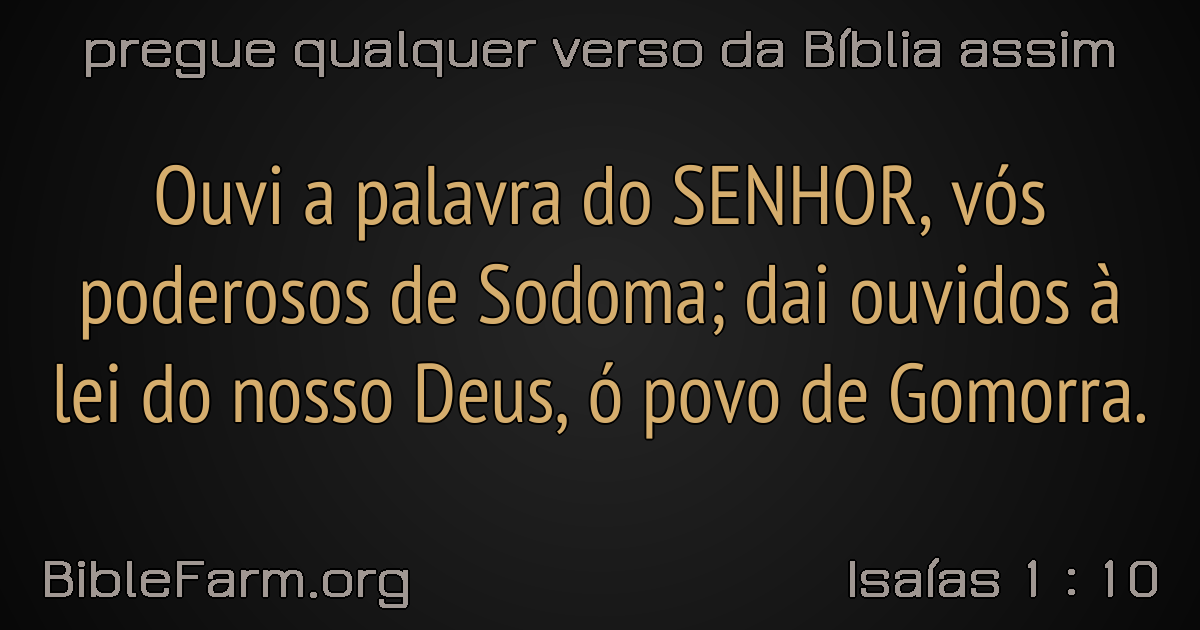 pregue qualquer verso da Bíblia assim
Ouvi a palavra do SENHOR, vós
poderosos de Sodoma; dai ouvidos à
lei do nosso Deus, ó povo de Gomorra.
BibleFarm.org
Isaías 1 : 10